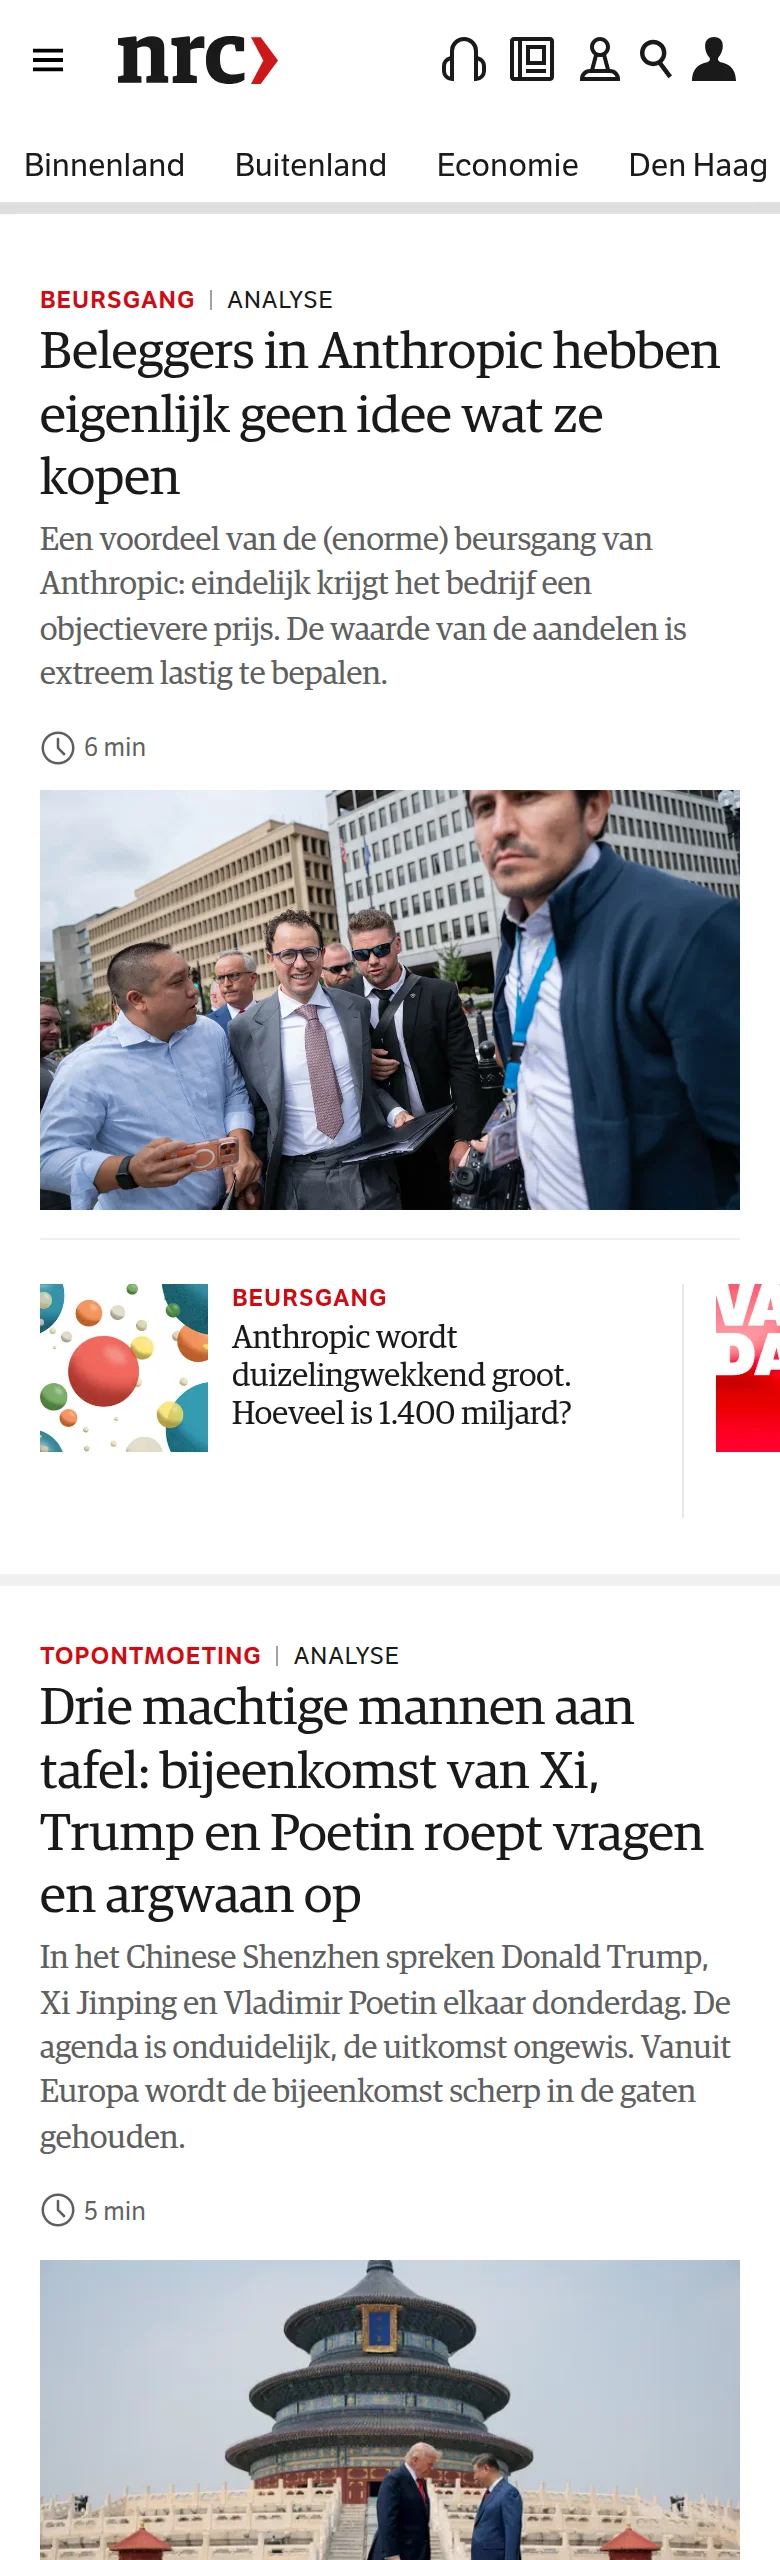 nrc
Binnenland Buitenland Economie Den Haag
BEURSGANG | ANALYSE
Beleggers in Anthropic hebben
eigenlijk geen idee wat ze
kopen
Een voordeel van de (enorme) beursgang van
Anthropic: eindelijk krijgt het bedrijf een
objectievere prijs. De waarde van de aandelen is
extreem lastig te bepalen.
6 min
BEURSGANG
Anthropic wordt
duizelingwekkend groot.
Hoeveel is 1.400 miljard?
VA
DA
TOPONTMOETING | ANALYSE
Drie machtige mannen aan
tafel: bijeenkomst van Xi,
Trump en Poetin roept vragen
en argwaan op
In het Chinese Shenzhen spreken Donald Trump,
Xi Jinping en Vladimir Poetin elkaar donderdag. De
agenda is onduidelijk, de uitkomst ongewis. Vanuit
Europa wordt de bijeenkomst scherp in de gaten
gehouden.
5 min